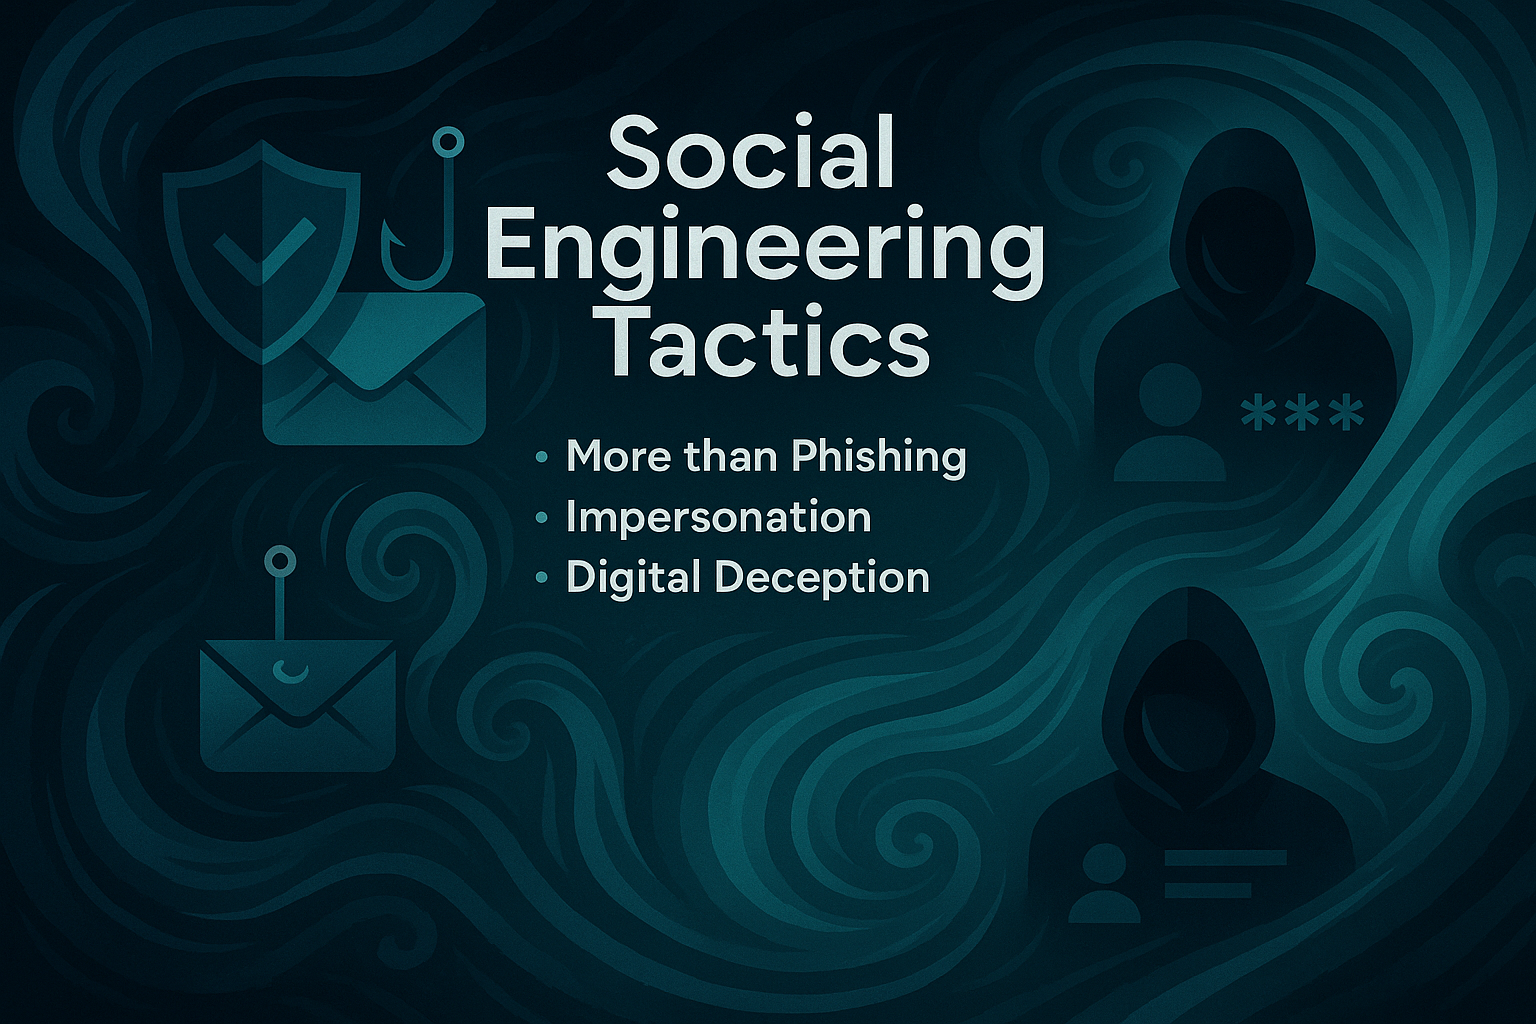 Social
Engineering
Tactics
• More than Phishing
• Impersonation
• Digital Deception
***